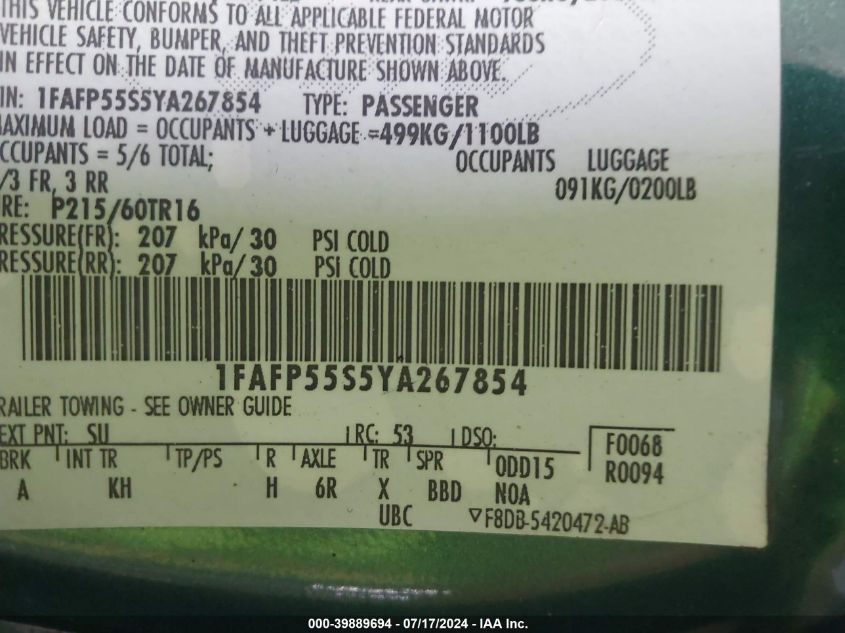 THIS VEHICLE CONFORMS TO ALL APPLICABLE FEDERAL MOTOR
VEHICLE SAFETY, BUMPER, AND THEFT PREVENTION STANDARDS
IN EFFECT ON THE DATE OF MANUFACTURE SHOWN ABOVE.
IN: 1FAFP55S5YA267854 TYPE: PASSENGER
AXIMUM LOAD = OCCUPANTS + LUGGAGE =499KG/1100LB
CCUPANTS = 5/6 TOTAL; OCCUPANTS LUGGAGE
/3 FR, 3 RR 091KG/0200LB
RE: P215/60TR16
RESSURE(FR): 207 kPa/ 30 PSI COLD
RESSURE(RR): 207 kPa/ 30 PSI COLD
1FAFP55S5YA267854
RAILER TOWING - SEE OWNER GUIDE
EXT PNT: SU RC: 53 DSO: F0068
BRK INT TR TP/PS R AXLE TR SPR ODD15 R0094
A KH H 6R X BBD NOA
UBC ▽F8DB-5420472-AB
000-39889694 / 07/17/2024 - IAA Inc.